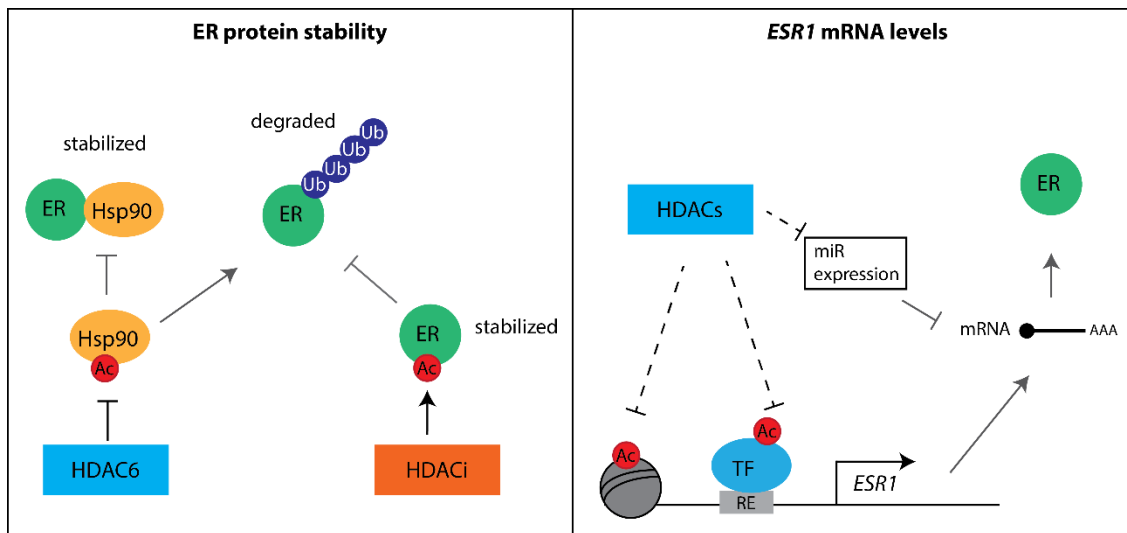 ER protein stability
stabilized
degraded
Ub
Ub
Ub
Ub
ER
Hsp90
ER
Hsp90
Ac
ER
stabilized
Ac
HDAC6
HDACi
ESR1 mRNA levels
ER
HDACs
miR
expression
mRNA
AAA
Ac
Ac
TF
RE
ESR1